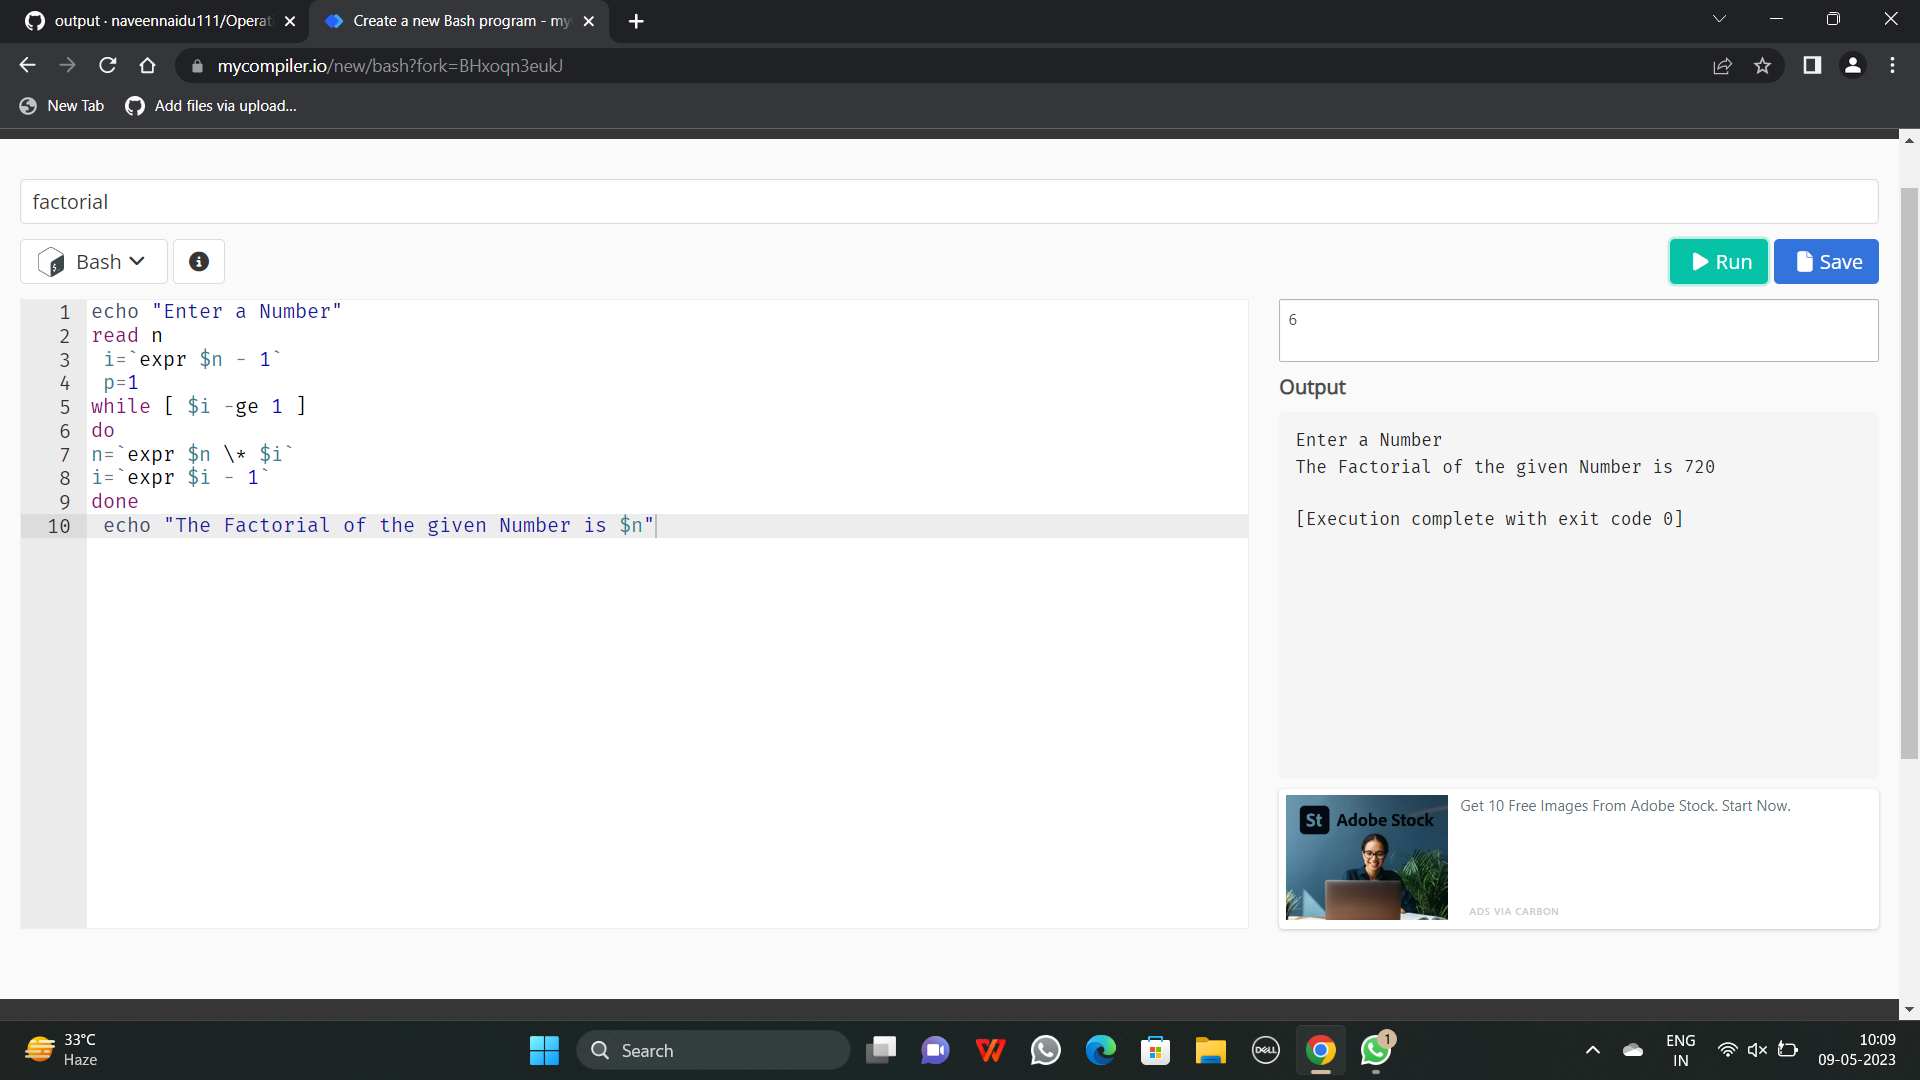 output · naveennaidu111/Operati
Create a new Bash program - my
mycompiler.io/new/bash?fork=BHxoqn3eukJ
New Tab
Add files via upload...
factorial
Bash
Run
Save
1 echo "Enter a Number"
2 read n
3 i=`expr $n - 1`
4 p=1
5 while [ $i -ge 1 ]
6 do
7 n=`expr $n \* $i`
8 i=`expr $i - 1`
9 done
10 echo "The Factorial of the given Number is $n"
6
Output
Enter a Number
The Factorial of the given Number is 720
[Execution complete with exit code 0]
St Adobe Stock
Get 10 Free Images From Adobe Stock. Start Now.
ADS VIA CARBON
33°C
Haze
Search
DELL
1
ENG
IN
10:09
09-05-2023